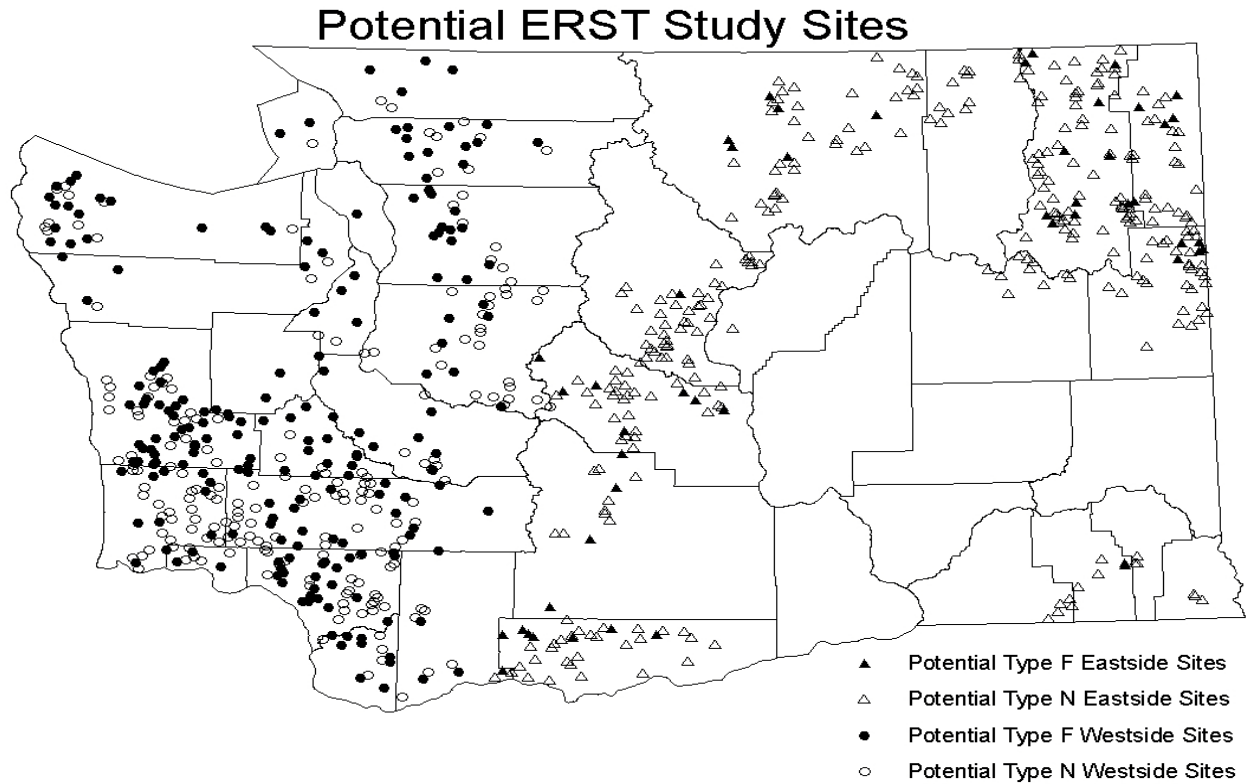 Potential ERST Study Sites
Potential Type F Eastside Sites
Potential Type N Eastside Sites
Potential Type F Westside Sites
Potential Type N Westside Sites